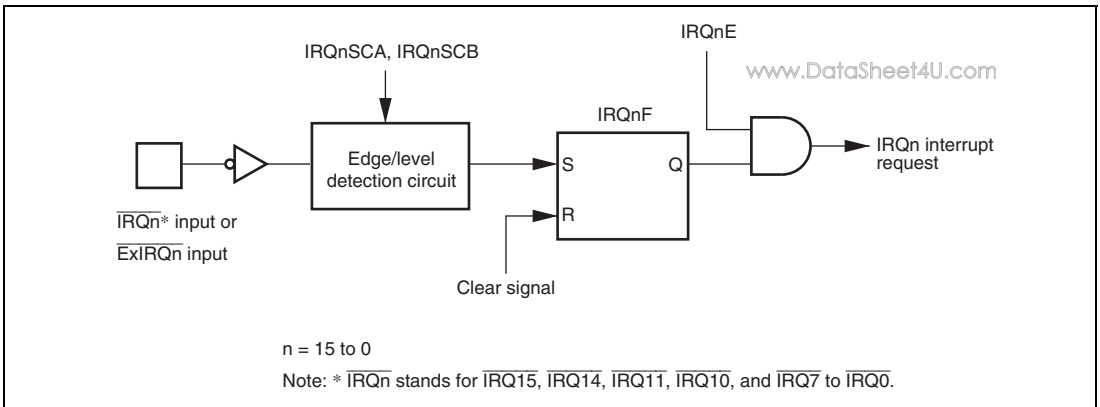 IRQnE
IRQnSCA, IRQnSCB
www.DataSheet4U.com
IRQnF
Edge/level
detection circuit
S
Q
R
IRQn interrupt
request
IRQn* input or
ExIRQn input
Clear signal
n = 15 to 0
Note: * IRQn stands for IRQ15, IRQ14, IRQ11, IRQ10, and IRQ7 to IRQ0.